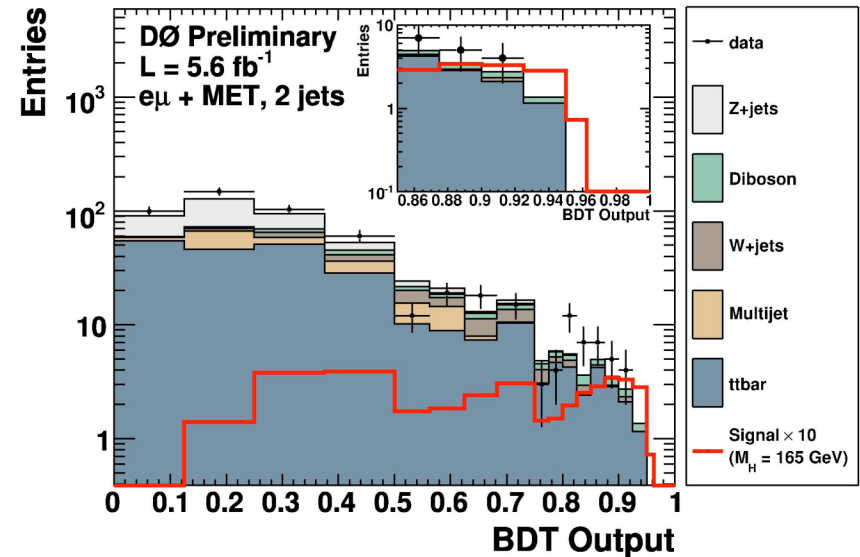 DØ Preliminary
L = 5.6 fb⁻¹
eμ + MET, 2 jets
Entries
10³
10²
10
1
0 0.1 0.2 0.3 0.4 0.5 0.6 0.7 0.8 0.9 1
BDT Output
Entries
10
1
10⁻¹
0.86 0.88 0.9 0.92 0.94 0.96 0.98 1
BDT Output
data
Z+jets
Diboson
W+jets
Multijet
ttbar
Signal × 10
(M_H = 165 GeV)